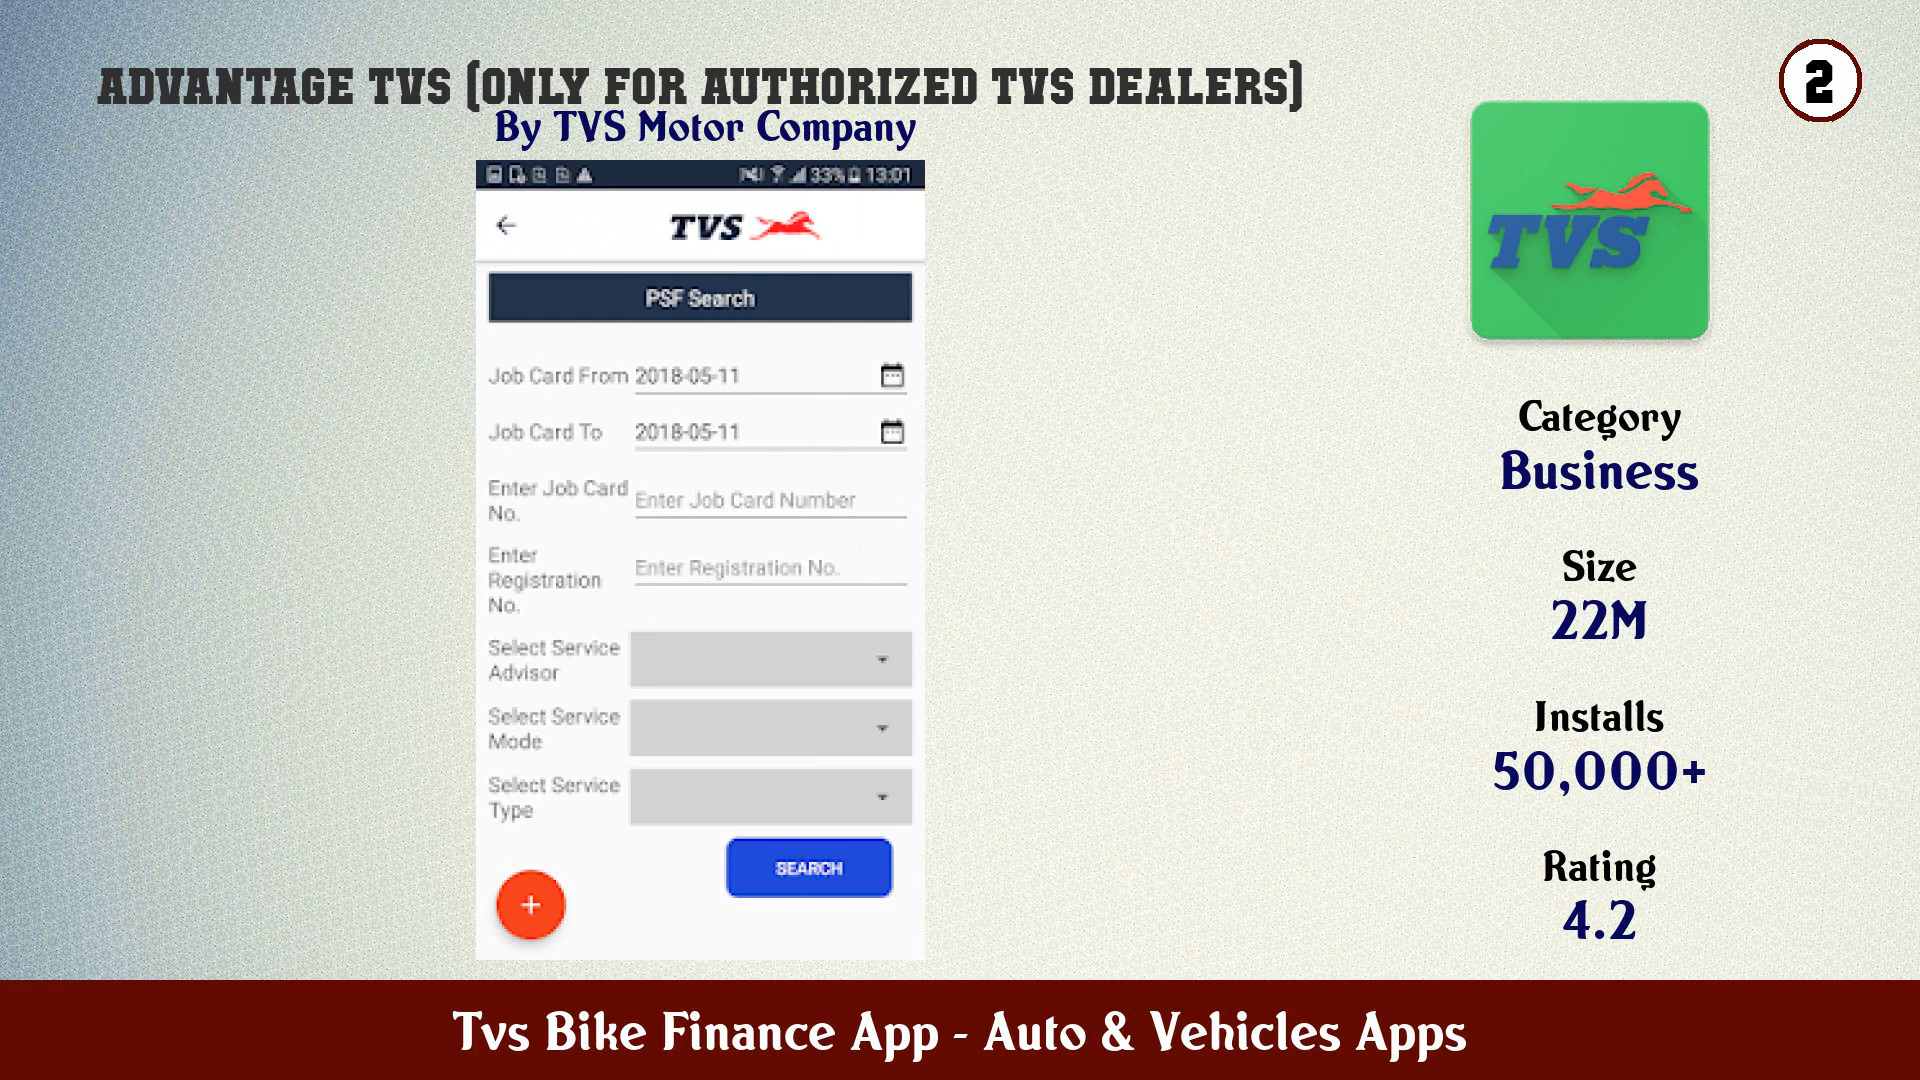 ADVANTAGE TVS (ONLY FOR AUTHORIZED TVS DEALERS)
2
By TVS Motor Company
33% 13:01
TVS
PSF Search
Job Card From 2018-05-11
Job Card To 2018-05-11
Enter Job Card No. Enter Job Card Number
Enter Registration No. Enter Registration No.
Select Service Advisor
Select Service Mode
Select Service Type
SEARCH
+
TVS
Category
Business
Size
22M
Installs
50,000+
Rating
4.2
Tvs Bike Finance App - Auto & Vehicles Apps